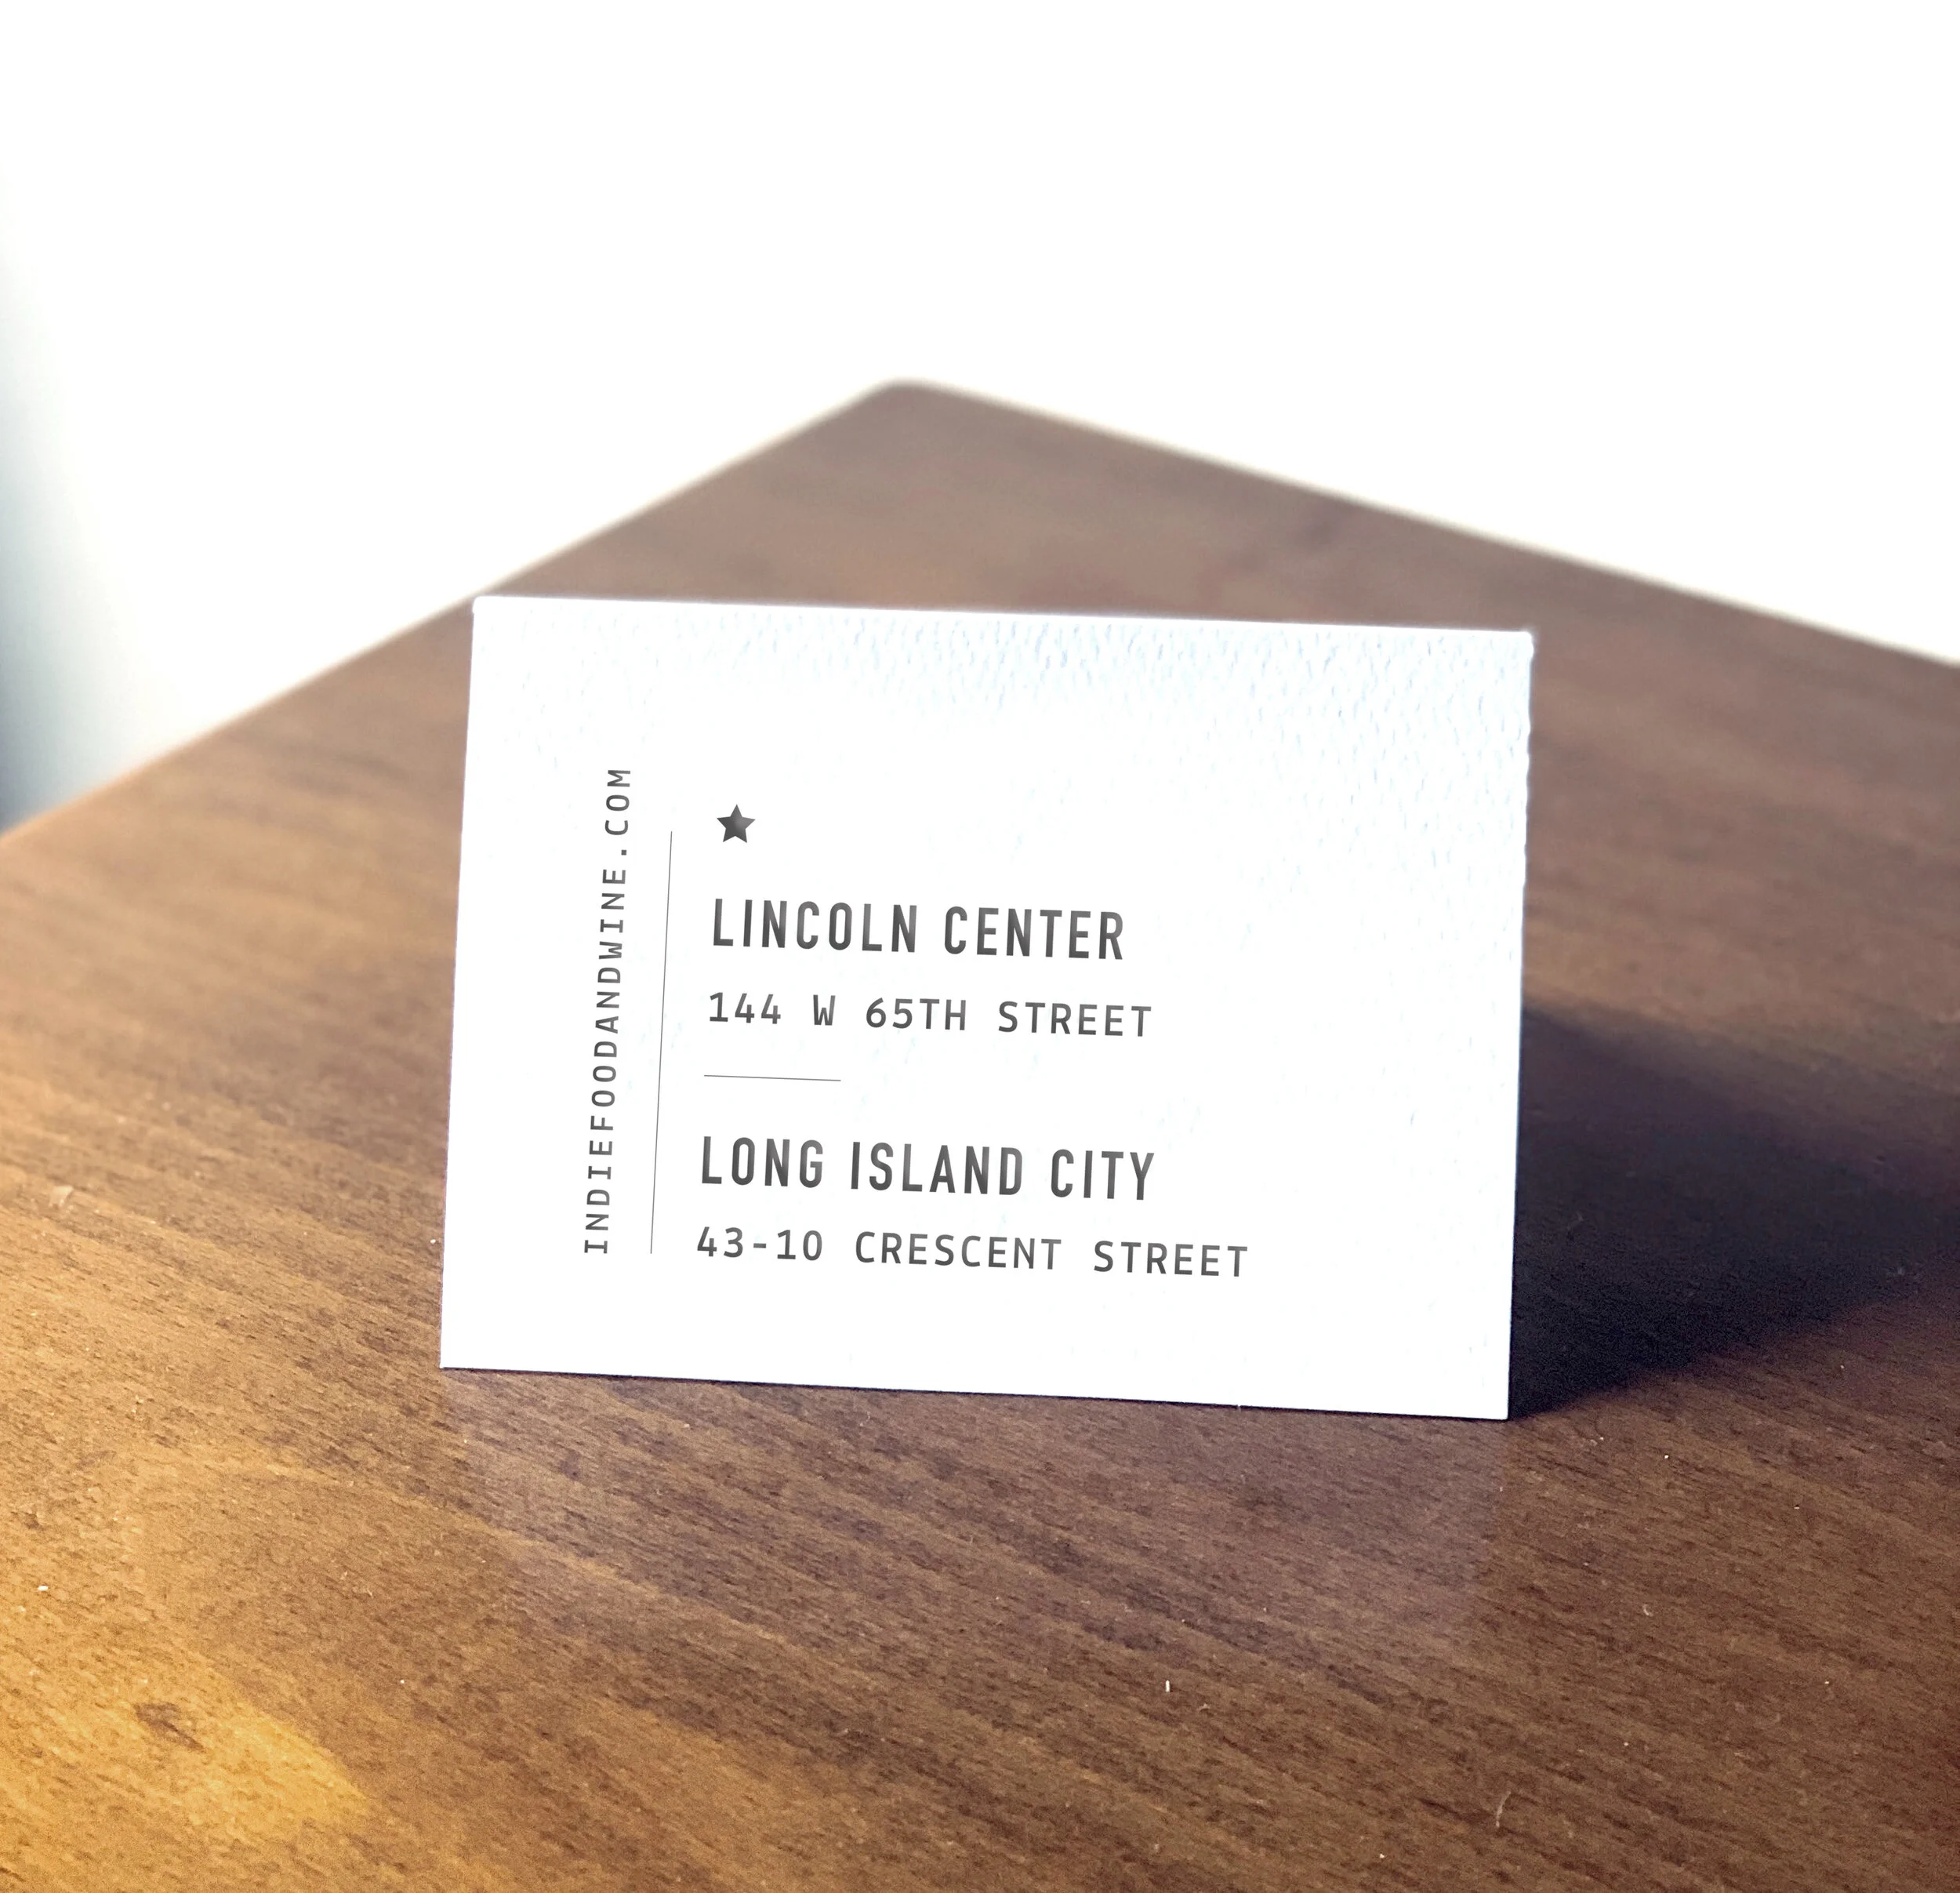 INDIEFOODANDWINE.COM
LINCOLN CENTER
144 W 65TH STREET
LONG ISLAND CITY
43-10 CRESCENT STREET